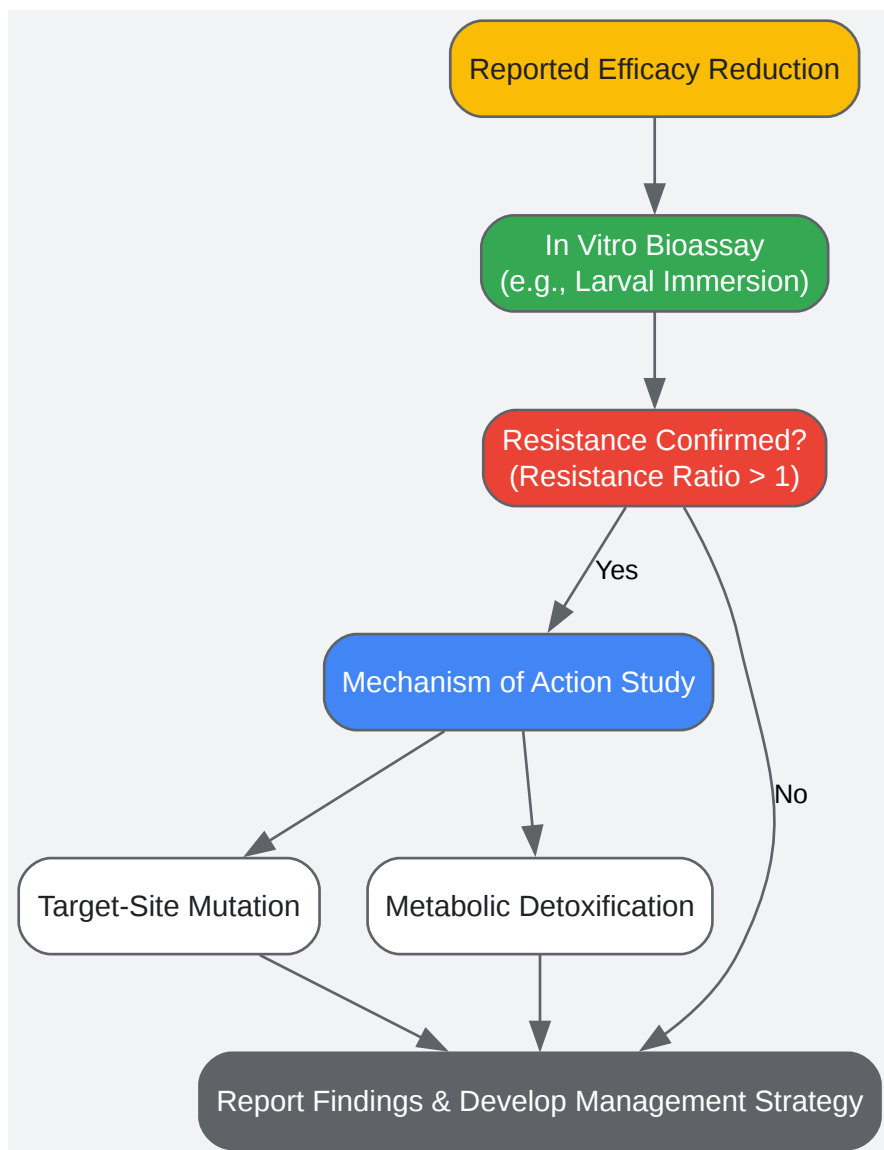 Reported Efficacy Reduction
In Vitro Bioassay
(e.g., Larval Immersion)
Resistance Confirmed?
(Resistance Ratio > 1)
Yes
Mechanism of Action Study
No
Target-Site Mutation
Metabolic Detoxification
Report Findings & Develop Management Strategy